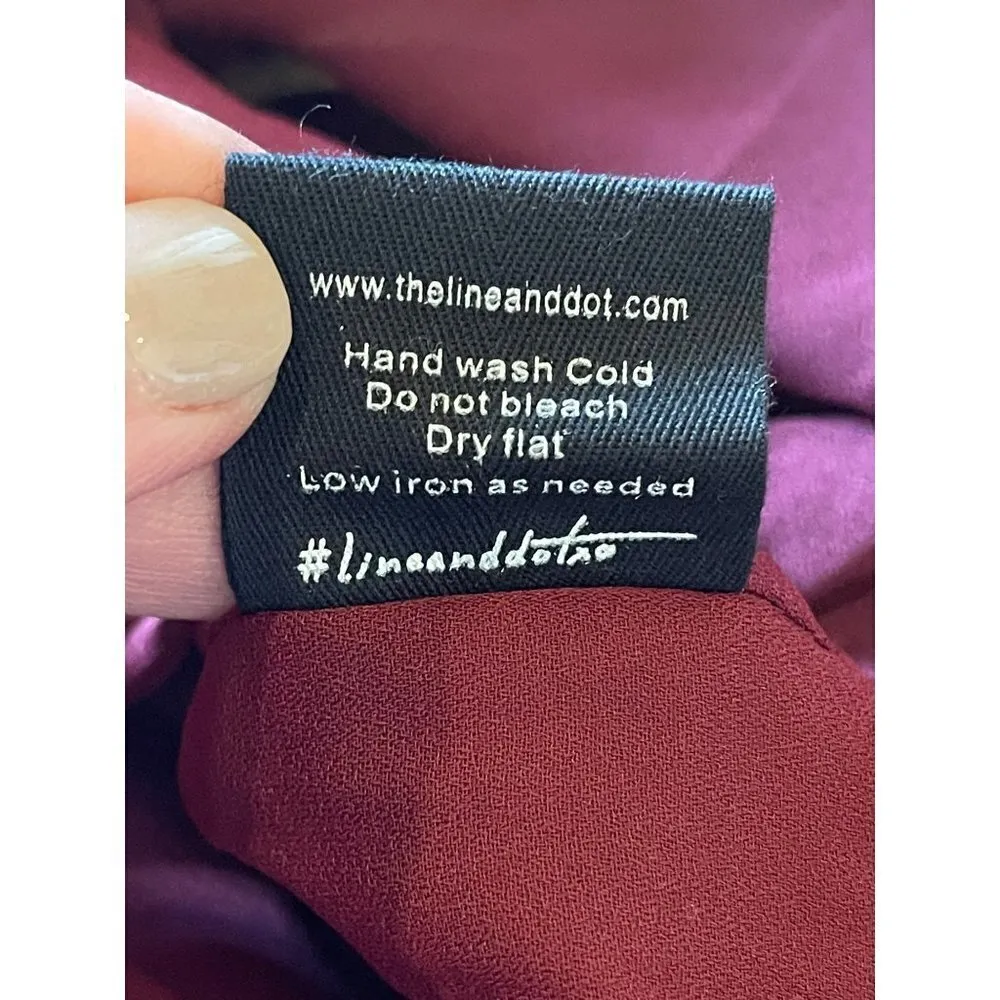 www.thelineanddot.com
Hand wash Cold
Do not bleach
Dry flat
Low iron as needed
#lineanddotxo